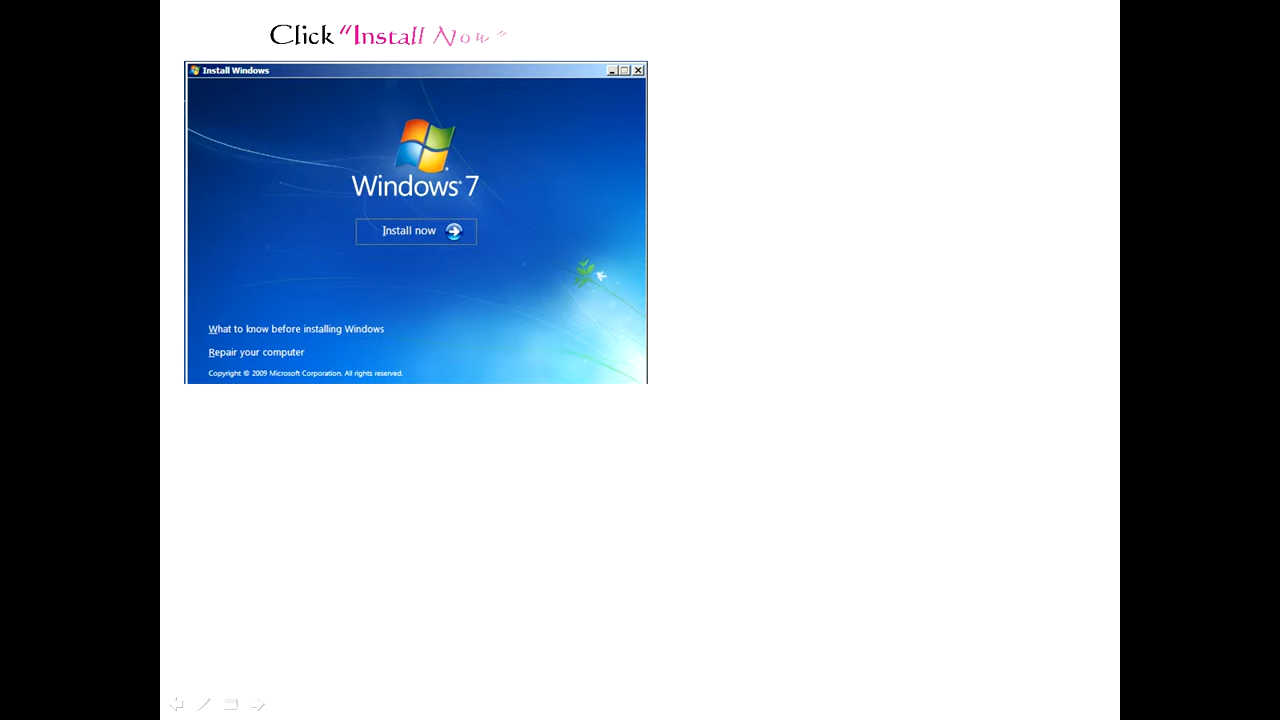 Click “Install Now”
Install Windows
Windows® 7
Install now
What to know before installing Windows
Repair your computer
Copyright © 2009 Microsoft Corporation. All rights reserved.